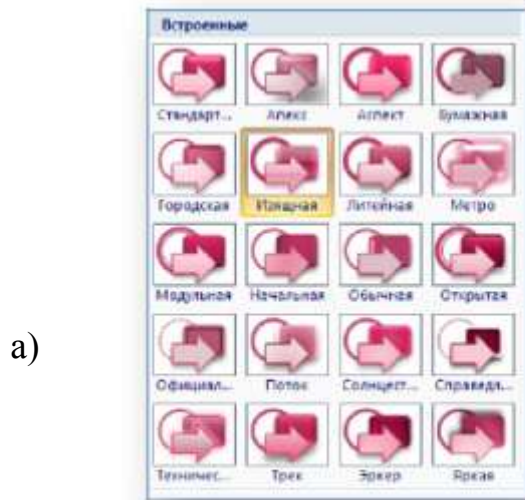 Встроенные
Стандарт... Апекс Аспект Бумажная
Городская Изящная Литейная Метро
Модульная Начальная Обычная Открытая
а)
Официал... Поток Солнцест... Справедл...
Техничес... Трек Эркер Яркая